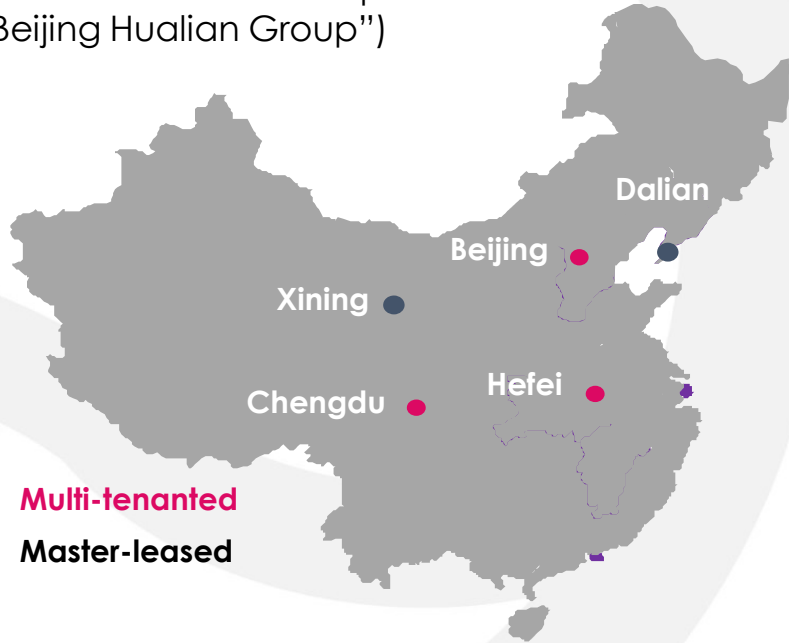 Beijing Hualian Group”)
Dalian
Beijing
Xining
Hefei
Chengdu
Multi-tenanted
Master-leased